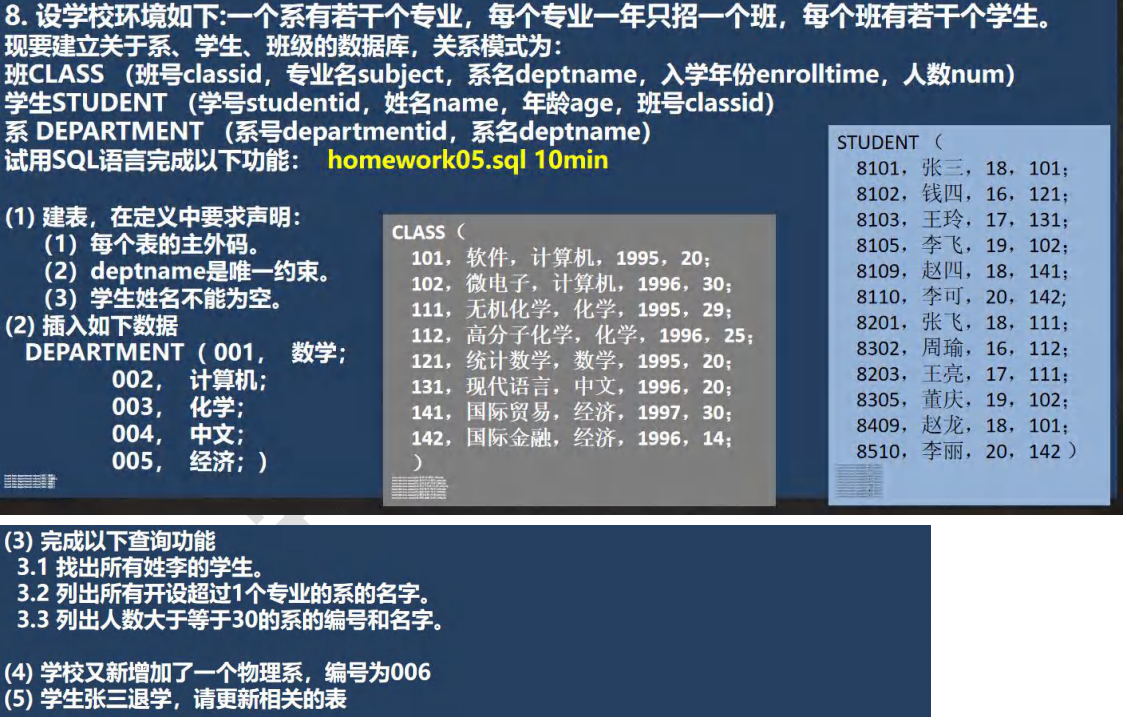 8. 设学校环境如下:一个系有若干个专业，每个专业一年只招一个班，每个班有若干个学生。
现要建立关于系、学生、班级的数据库，关系模式为：
班CLASS （班号classid，专业名subject，系名deptname，入学年份enrolltime，人数num）
学生STUDENT （学号studentid，姓名name，年龄age，班号classid）
系 DEPARTMENT （系号departmentid，系名deptname）
试用SQL语言完成以下功能： homework05.sql 10min
(1) 建表，在定义中要求声明：
（1）每个表的主外码。
（2）deptname是唯一约束。
（3）学生姓名不能为空。
(2) 插入如下数据
DEPARTMENT（ 001， 数学；
002， 计算机；
003， 化学；
004， 中文；
005， 经济；）
CLASS（
101，软件，计算机，1995，20；
102，微电子，计算机，1996，30；
111，无机化学，化学，1995，29；
112，高分子化学，化学，1996，25；
121，统计数学，数学，1995，20；
131，现代语言，中文，1996，20；
141，国际贸易，经济，1997，30；
142，国际金融，经济，1996，14；
）
STUDENT （
8101，张三，18，101；
8102，钱四，16，121；
8103，王玲，17，131；
8105，李飞，19，102；
8109，赵四，18，141；
8110，李可，20，142;
8201，张飞，18，111；
8302，周瑜，16，112；
8203，王亮，17，111；
8305，董庆，19，102；
8409，赵龙，18，101；
8510，李丽，20，142 ）
(3) 完成以下查询功能
3.1 找出所有姓李的学生。
3.2 列出所有开设超过1个专业的系的名字。
3.3 列出人数大于等于30的系的编号和名字。
(4) 学校又新增加了一个物理系，编号为006
(5) 学生张三退学，请更新相关的表